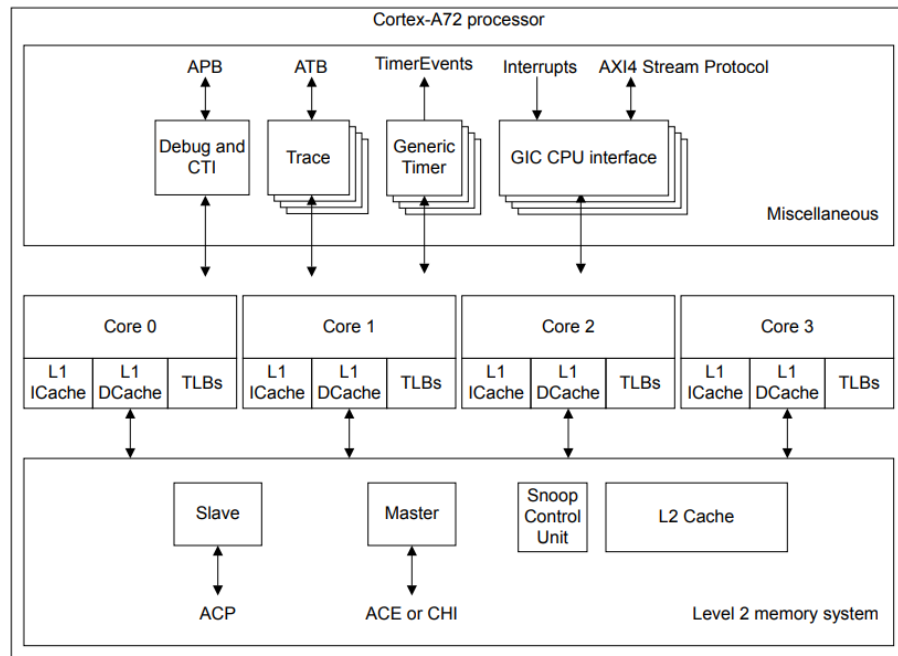 Cortex-A72 processor
APB
ATB
TimerEvents
Interrupts
AXI4 Stream Protocol
Debug and
CTI
Trace
Generic
Timer
GIC CPU interface
Miscellaneous
Core 0
Core 1
Core 2
Core 3
L1
ICache
L1
DCache
TLBs
L1
ICache
L1
DCache
TLBs
L1
ICache
L1
DCache
TLBs
L1
ICache
L1
DCache
TLBs
Slave
Master
Snoop
Control
Unit
L2 Cache
ACP
ACE or CHI
Level 2 memory system